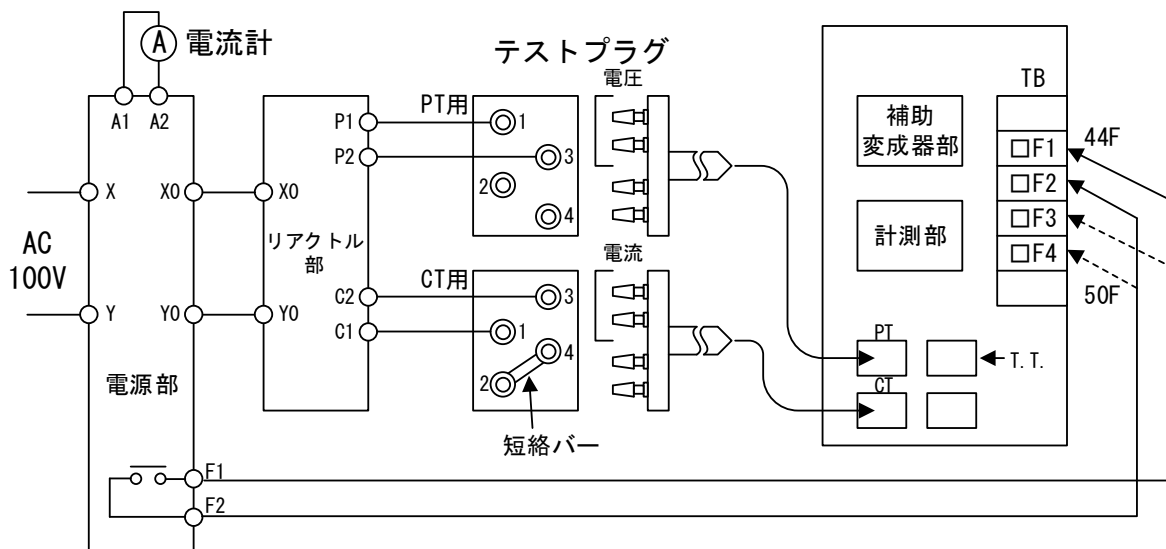 A
電流計
A1 A2
X
X0
AC
100V
Y
Y0
電源部
F1
F2
X0
リアクトル
部
Y0
P1
P2
C2
C1
テストプラグ
PT用
1
3
2
4
電圧
CT用
3
1
4
2
電流
短絡バー
補助
変成器部
計測部
TB
□F1
□F2
□F3
□F4
44F
50F
PT
CT
T.T.